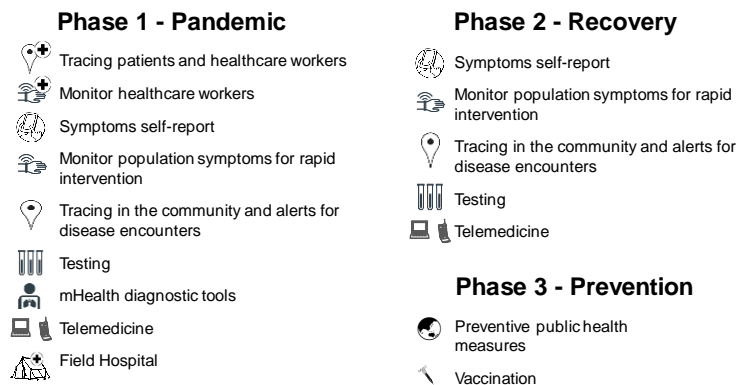 Phase 1 - Pandemic
Tracing patients and healthcare workers
Monitor healthcare workers
Symptoms self-report
Monitor population symptoms for rapid
intervention
Tracing in the community and alerts for
disease encounters
Testing
mHealth diagnostic tools
Telemedicine
Field Hospital
Phase 2 - Recovery
Symptoms self-report
Monitor population symptoms for rapid
intervention
Tracing in the community and alerts for
disease encounters
Testing
Telemedicine
Phase 3 - Prevention
Preventive public health
measures
Vaccination